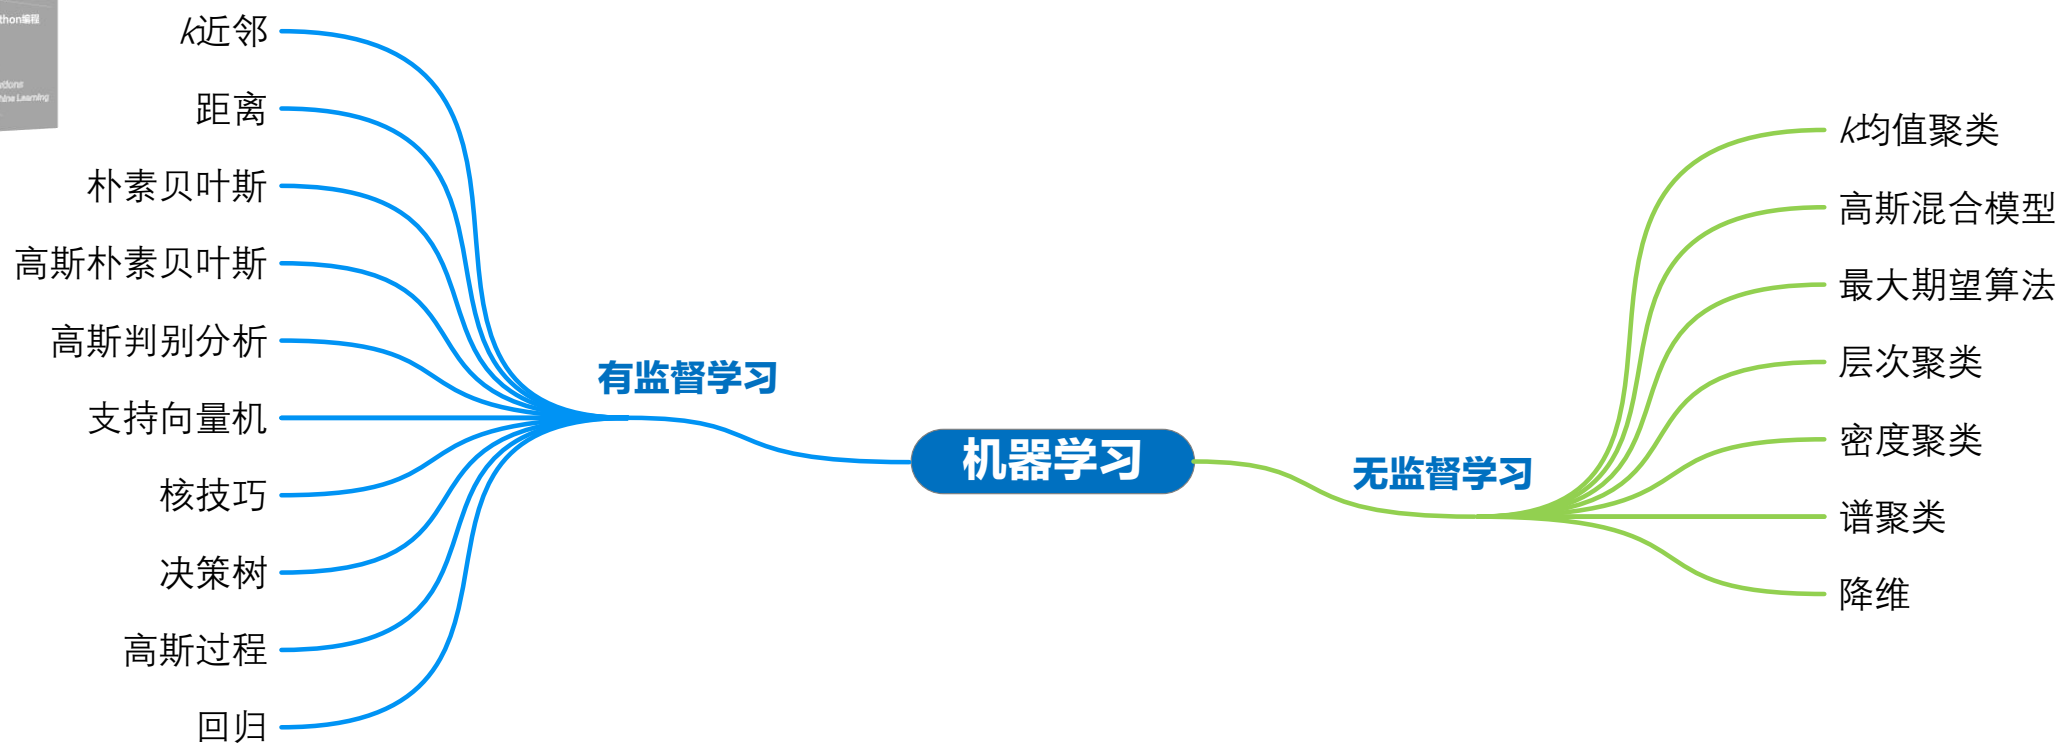 k近邻
距离
朴素贝叶斯
高斯朴素贝叶斯
高斯判别分析
支持向量机
核技巧
决策树
高斯过程
回归
有监督学习
机器学习
无监督学习
k均值聚类
高斯混合模型
最大期望算法
层次聚类
密度聚类
谱聚类
降维